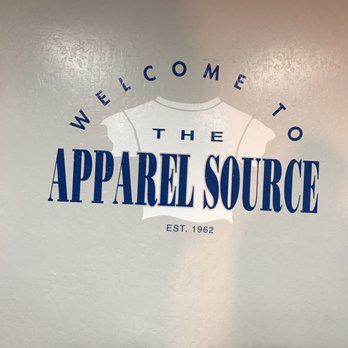 WELCOME TO
THE
APPAREL SOURCE
EST. 1962